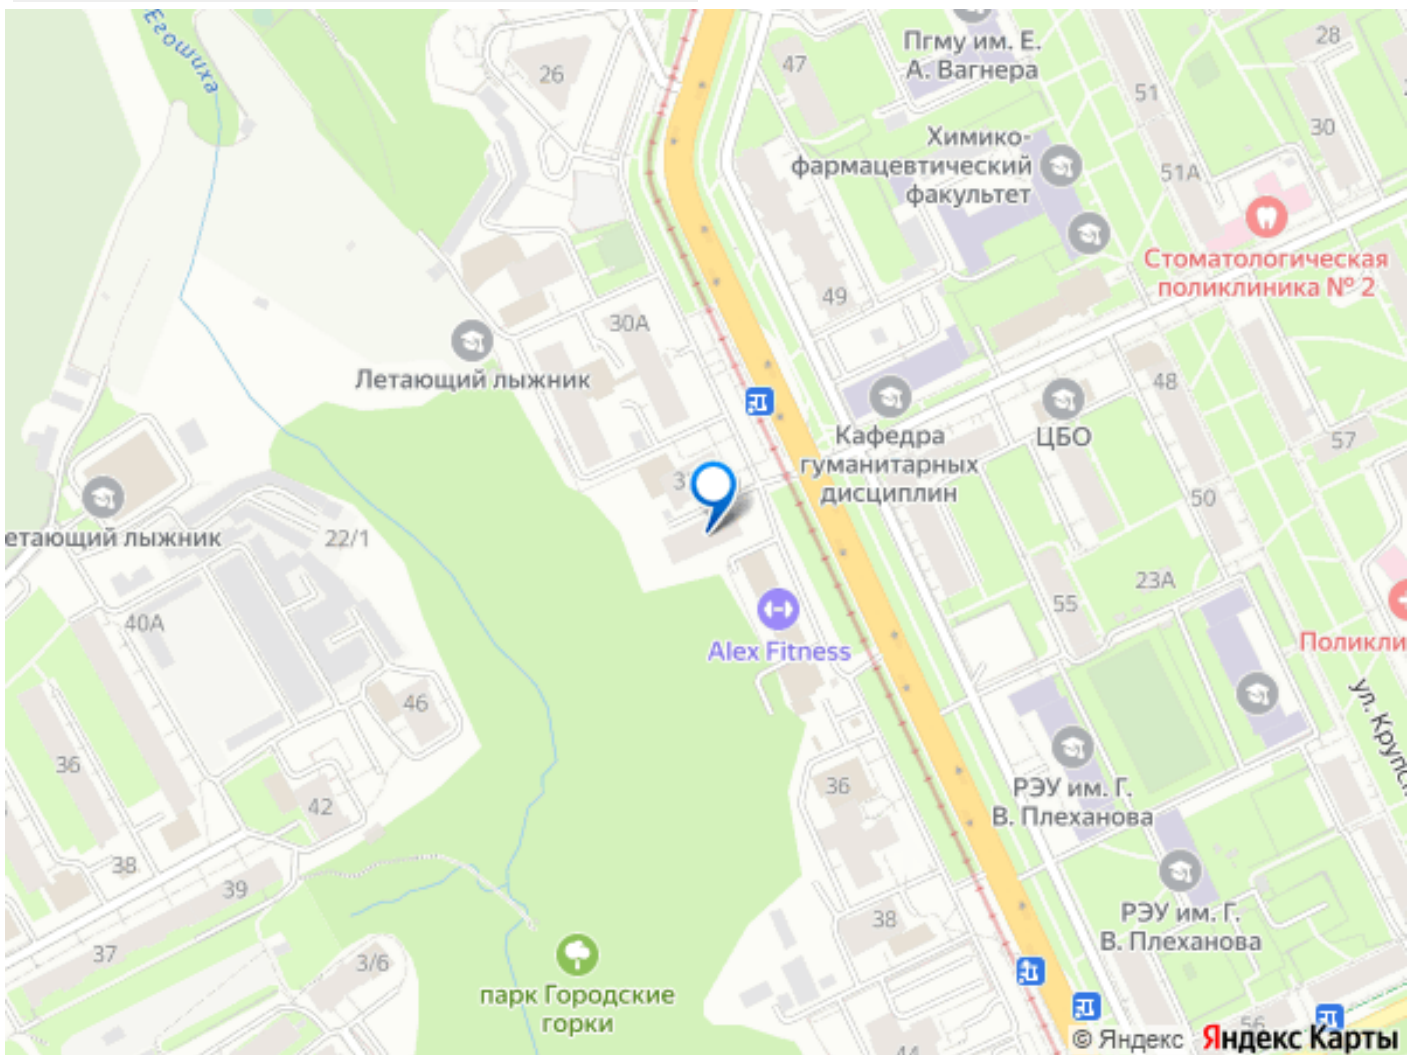 Егошиха
26
47
Пгму им. Е.
А. Вагнера
28
51
30
Химико-
фармацевтический
факультет
51А
Стоматологическая
поликлиника № 2
49
30А
Летающий лыжник
48
Кафедра
гуманитарных
дисциплин
ЦБО
57
50
3
етающий лыжник
22/1
23А
55
40А
Alex Fitness
Поликли
ул. Крупс
46
36
36
РЭУ им. Г.
В. Плеханова
42
38
39
38
РЭУ им. Г.
В. Плеханова
37
3/6
парк Городские
горки
56
44
© Яндекс Яндекс Карты